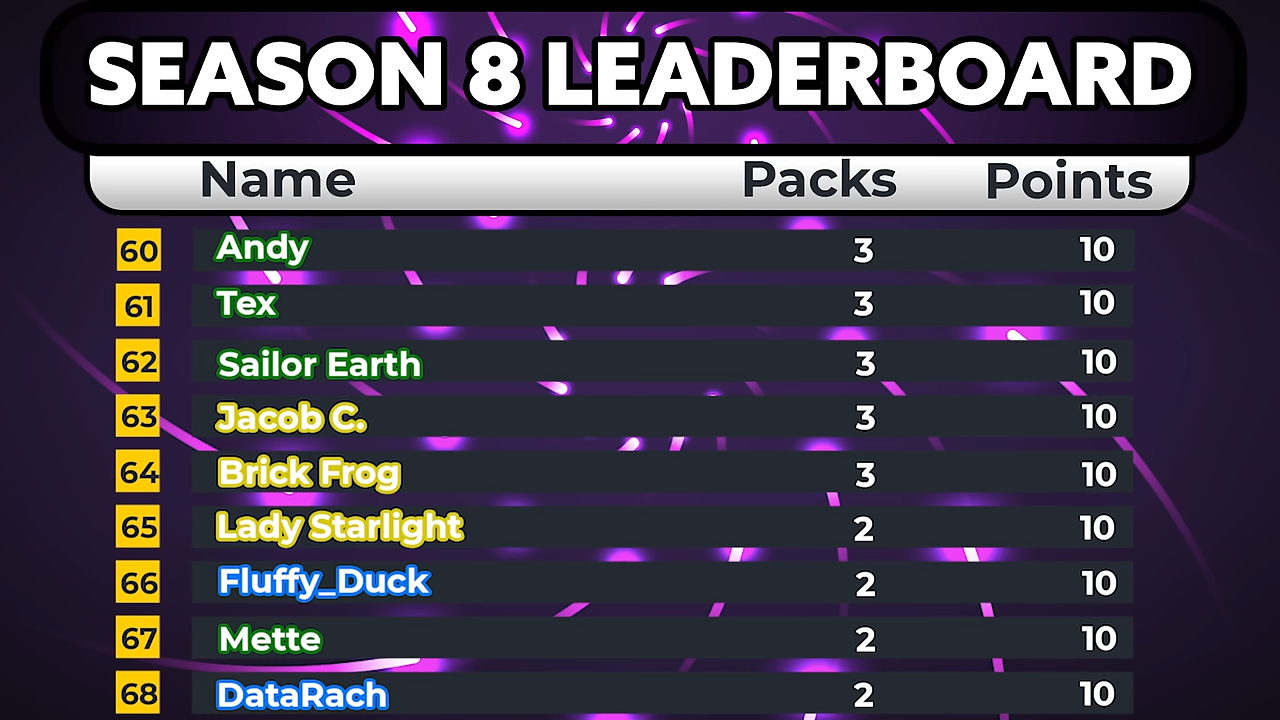 SEASON 8 LEADERBOARD
Name Packs Points
60 Andy 3 10
61 Tex 3 10
62 Sailor Earth 3 10
63 Jacob C. 3 10
64 Brick Frog 3 10
65 Lady Starlight 2 10
66 Fluffy_Duck 2 10
67 Mette 2 10
68 DataRach 2 10